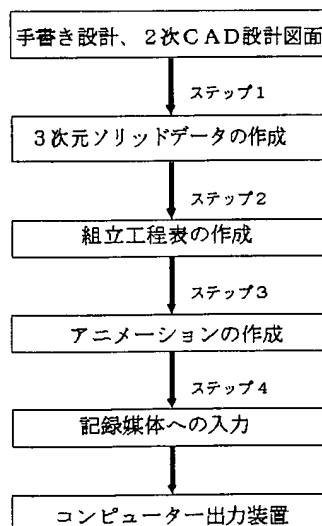 手書き設計、2次CAD設計図面
ステップ1
3次元ソリッドデータの作成
ステップ2
組立工程表の作成
ステップ3
アニメーションの作成
ステップ4
記録媒体への入力
コンピューター出力装置